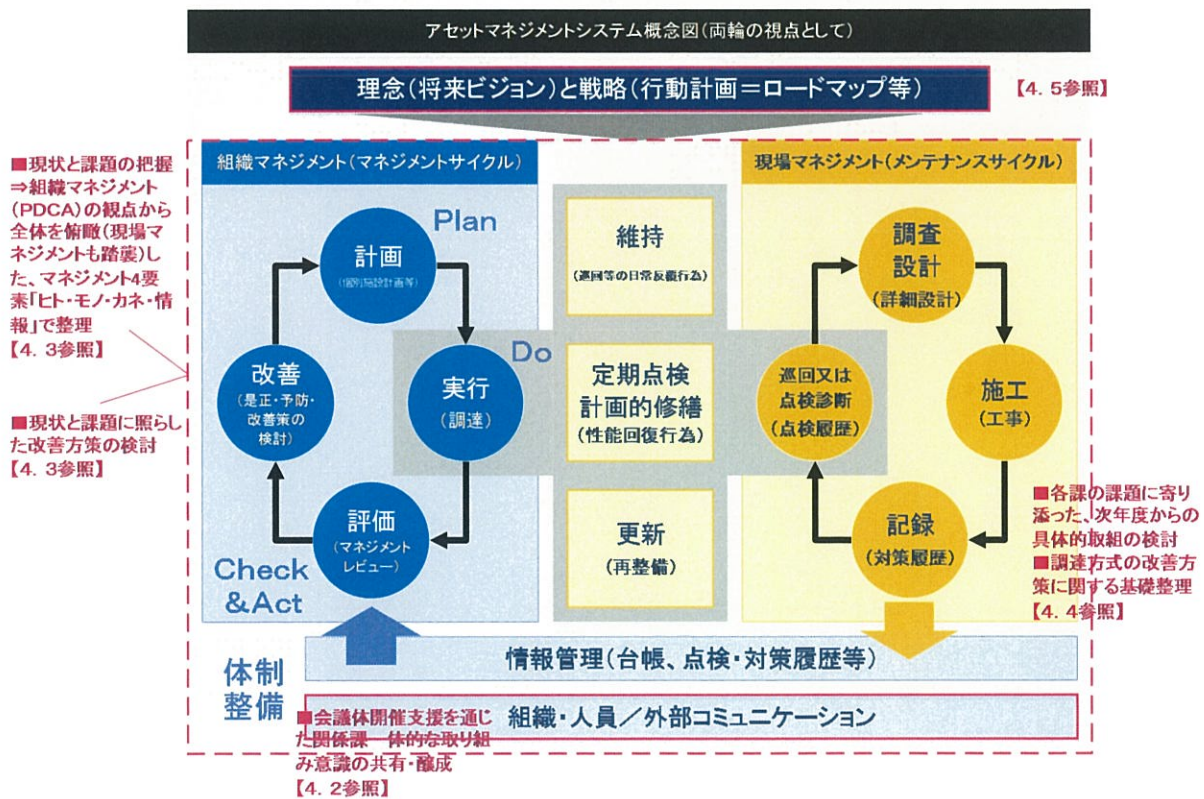 アセットマネジメントシステム概念図(両輪の視点として)
理念(将来ビジョン)と戦略(行動計画=ロードマップ等)
【4. 5参照】
■現状と課題の把握
⇒組織マネジメント
(PDCA)の観点から
全体を俯瞰(現場マ
ネジメントも踏襲)し
た、マネジメント4要
素「ヒト・モノ・カネ・情
報」で整理
【4. 3参照】
■現状と課題に照らし
た改善方策の検討
【4. 3参照】
組織マネジメント(マネジメントサイクル)
Plan
計画
(個別施設計画等)
Do
実行
(調達)
評価
(マネジメント
レビュー)
Check
&Act
改善
(是正・予防・
改善策の
検討)
維持
(巡回等の日常反復行為)
定期点検
計画的修繕
(性能回復行為)
更新
(再整備)
現場マネジメント(メンテナンスサイクル)
調査
設計
(詳細設計)
施工
(工事)
記録
(対策履歴)
巡回又は
点検診断
(点検履歴)
■各課の課題に寄り
添った、次年度からの
具体的取組の検討
■調達方式の改善方
策に関する基礎整理
【4. 4参照】
体制
整備
情報管理(台帳、点検・対策履歴等)
組織・人員/外部コミュニケーション
■会議体開催支援を通じ
た関係課一体的な取り組
み意識の共有・醸成
【4. 2参照】